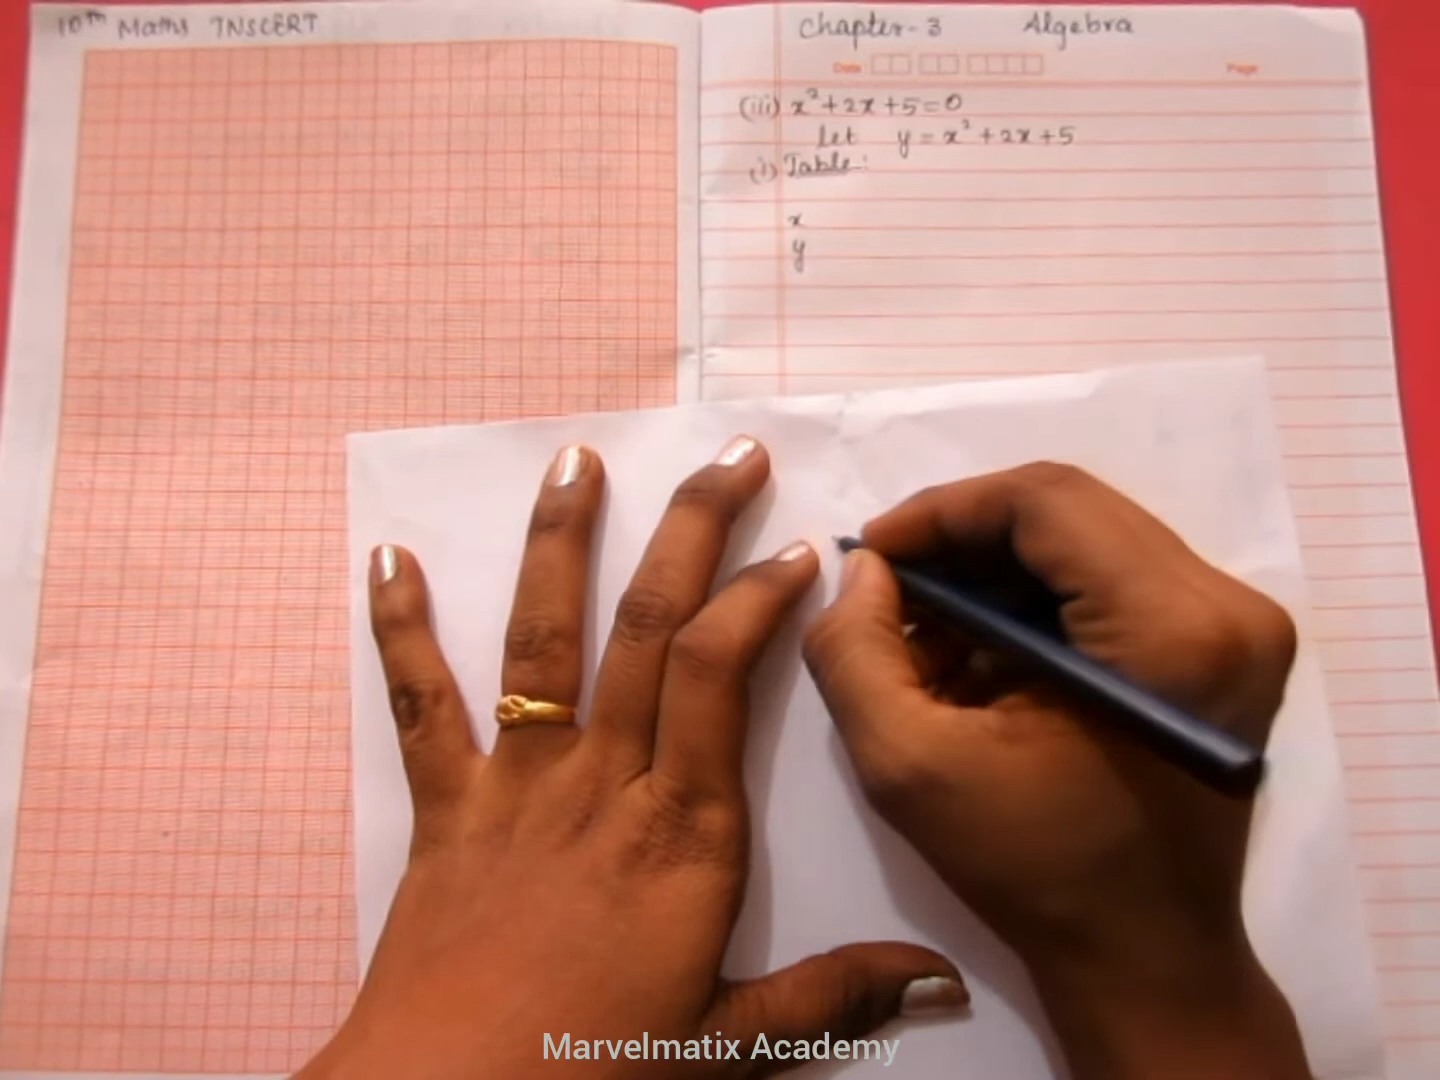 10th Maths TNSCERT
Chapter-3 Algebra
Date
Page
(iii) x²+2x+5=0
let y=x²+2x+5
(i) Table:
x
y
Marvelmatix Academy